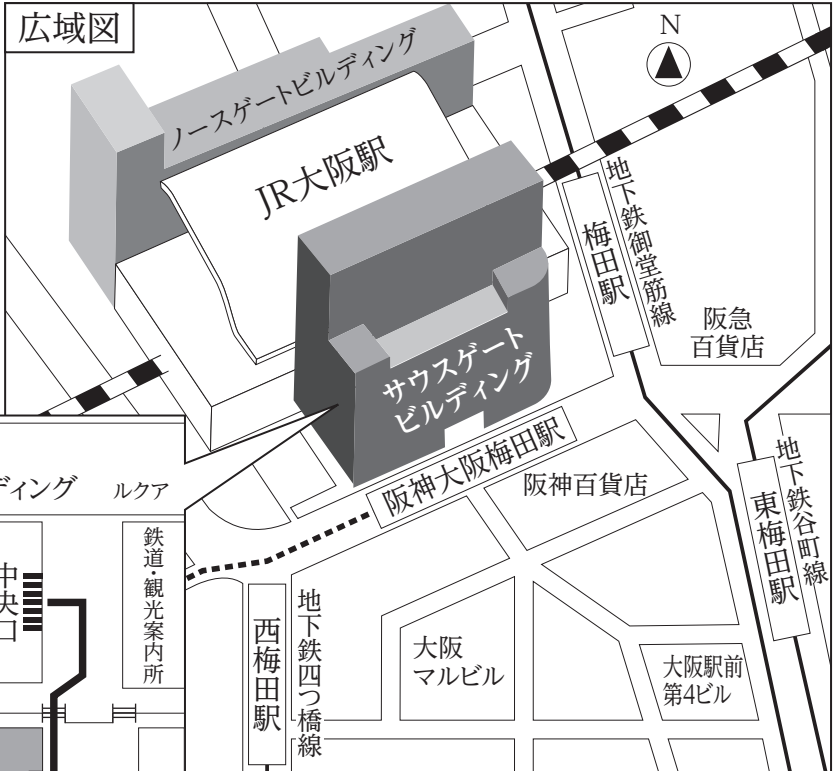 広域図
N
ノースゲートビルディング
JR大阪駅
地下鉄御堂筋線
梅田駅
阪急
百貨店
サウスゲート
ビルディング
阪神大阪梅田駅
阪神百貨店
地下鉄谷町線
東梅田駅
ディング
ルクア
鉄道・観光案内所
中央口
西梅田駅
地下鉄四つ橋線
大阪
マルビル
大阪駅前
第4ビル